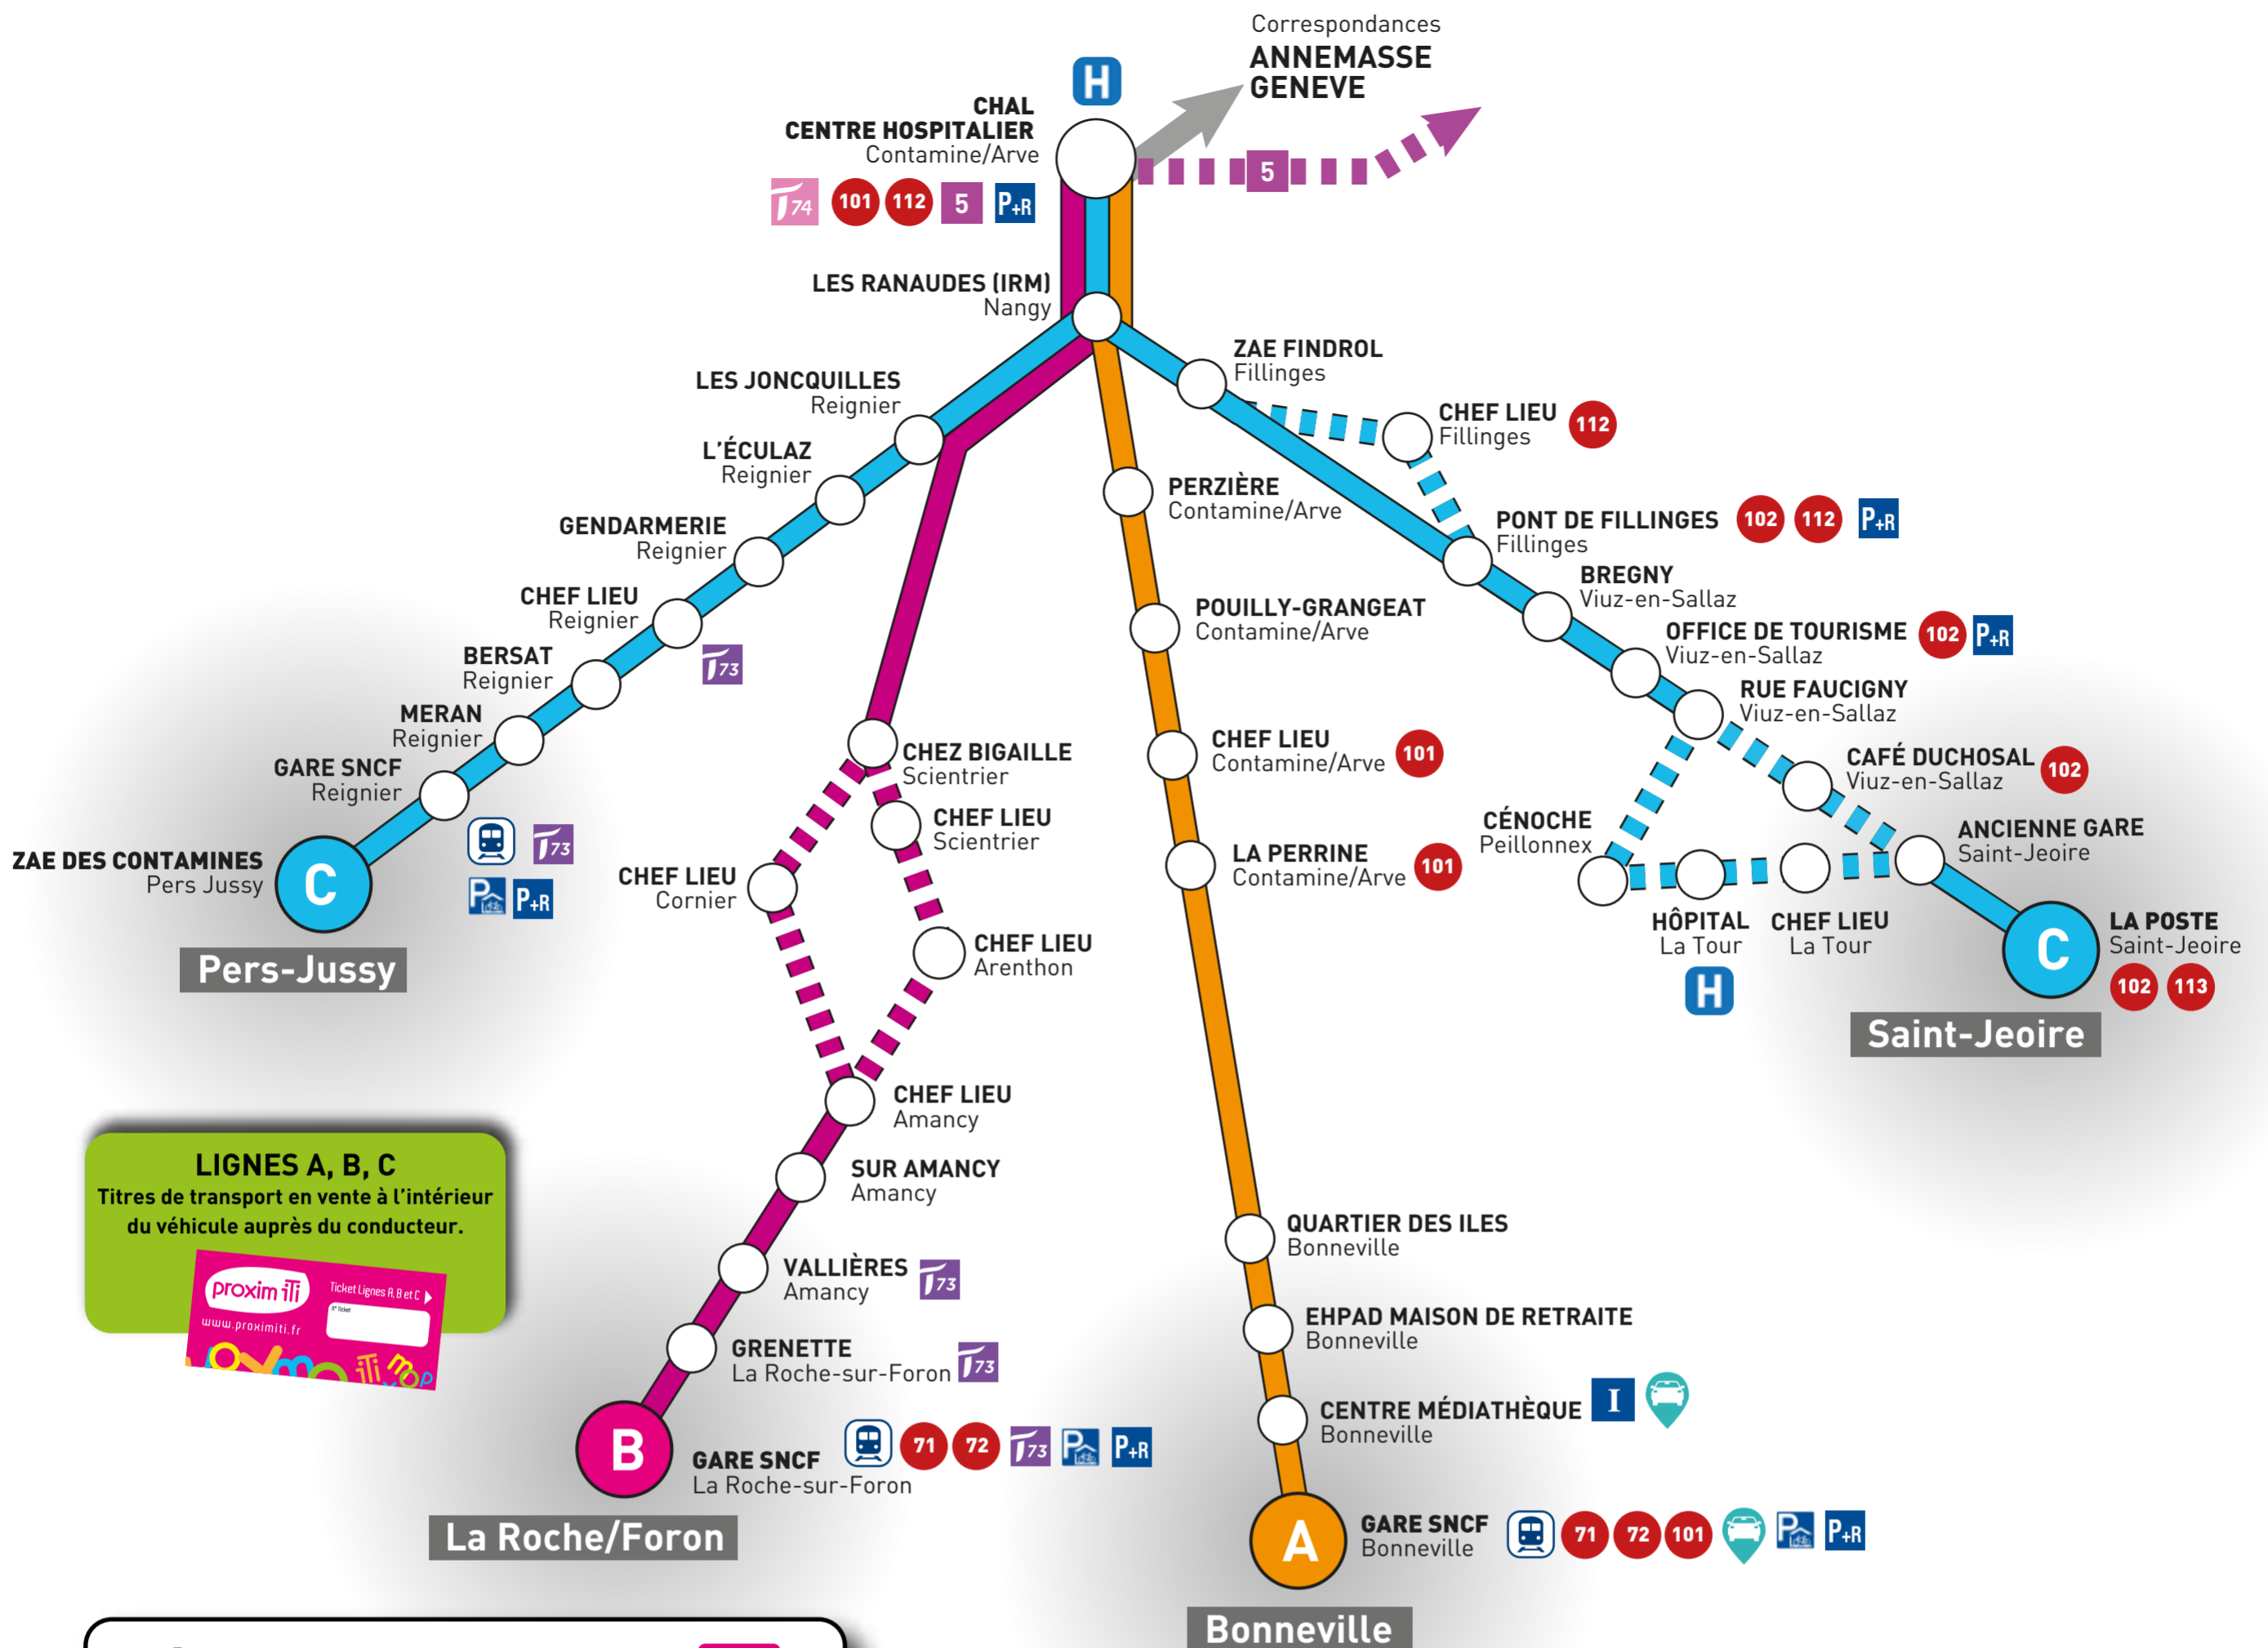 Correspondances
ANNEMASSE
GENEVE
H
CHAL
CENTRE HOSPITALIER
Contamine/Arve
T74 101 112 5 P+R
5
LES RANAUDES (IRM)
Nangy
ZAE FINDROL
Fillinges
CHEF LIEU 112
Fillinges
LES JONCQUILLES
Reignier
L'ÉCULAZ
Reignier
GENDARMERIE
Reignier
CHEF LIEU
Reignier
T73
BERSAT
Reignier
MERAN
Reignier
GARE SNCF
Reignier
T73
P P+R
ZAE DES CONTAMINES
Pers Jussy
C
Pers-Jussy
PERZIÈRE
Contamine/Arve
POUILLY-GRANGEAT
Contamine/Arve
CHEF LIEU
Contamine/Arve 101
LA PERRINE
Contamine/Arve 101
PONT DE FILLINGES 102 112 P+R
Fillinges
BREGNY
Viuz-en-Sallaz
OFFICE DE TOURISME 102 P+R
Viuz-en-Sallaz
RUE FAUCIGNY
Viuz-en-Sallaz
CAFÉ DUCHOSAL 102
Viuz-en-Sallaz
CÉNOCHE
Peillonnex
ANCIENNE GARE
Saint-Jeoire
HÔPITAL
La Tour
H
CHEF LIEU
La Tour
C
LA POSTE
Saint-Jeoire
102 113
Saint-Jeoire
CHEZ BIGAILLE
Scientrier
CHEF LIEU
Scientrier
CHEF LIEU
Cornier
CHEF LIEU
Arenthon
CHEF LIEU
Amancy
SUR AMANCY
Amancy
VALLIÈRES T73
Amancy
GRENETTE
La Roche-sur-Foron T73
B
GARE SNCF 71 72 T73 P P+R
La Roche-sur-Foron
La Roche/Foron
QUARTIER DES ILES
Bonneville
EHPAD MAISON DE RETRAITE
Bonneville
CENTRE MÉDIATHÈQUE I
Bonneville
A
GARE SNCF 71 72 101 P P+R
Bonneville
Bonneville
LIGNES A, B, C
Titres de transport en vente à l'intérieur
du véhicule auprès du conducteur.
proxim iTi
Ticket Lignes A, B et C
N° Ticket
www.proximiti.fr